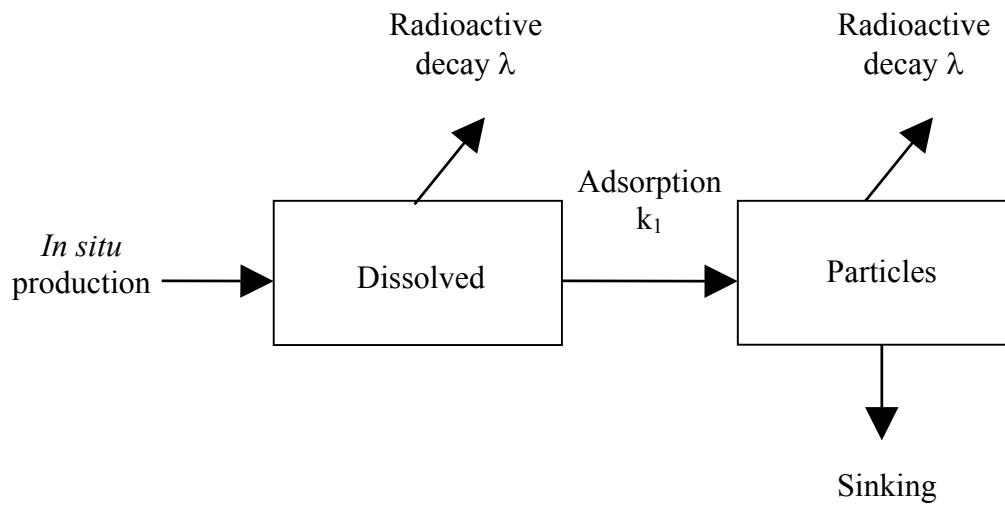 Radioactive
decay λ
Radioactive
decay λ
Adsorption
k₁
In situ
production
Dissolved
Particles
Sinking